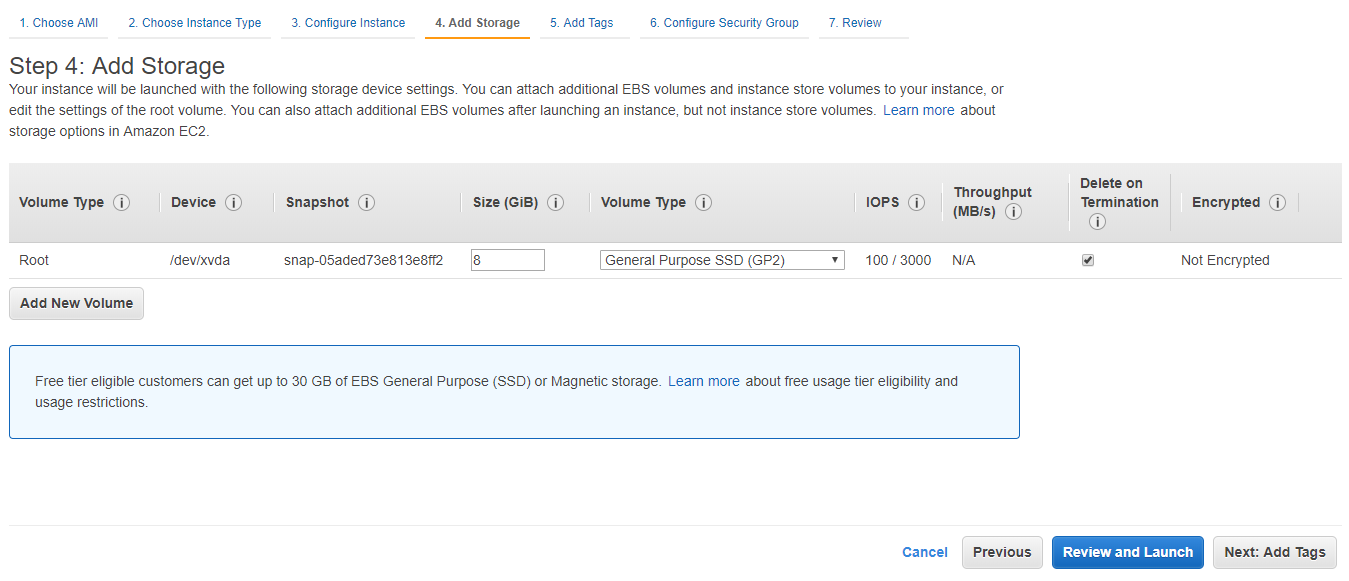 1. Choose AMI 2. Choose Instance Type 3. Configure Instance 4. Add Storage 5. Add Tags 6. Configure Security Group 7. Review
Step 4: Add Storage
Your instance will be launched with the following storage device settings. You can attach additional EBS volumes and instance store volumes to your instance, or
edit the settings of the root volume. You can also attach additional EBS volumes after launching an instance, but not instance store volumes. Learn more about
storage options in Amazon EC2.
Volume Type i Device i Snapshot i Size (GiB) i Volume Type i IOPS i Throughput (MB/s) i Delete on Termination i Encrypted i
Root /dev/xvda snap-05aded73e813e8ff2 8 General Purpose SSD (GP2) 100 / 3000 N/A Not Encrypted
Add New Volume
Free tier eligible customers can get up to 30 GB of EBS General Purpose (SSD) or Magnetic storage. Learn more about free usage tier eligibility and
usage restrictions.
Cancel Previous Review and Launch Next: Add Tags